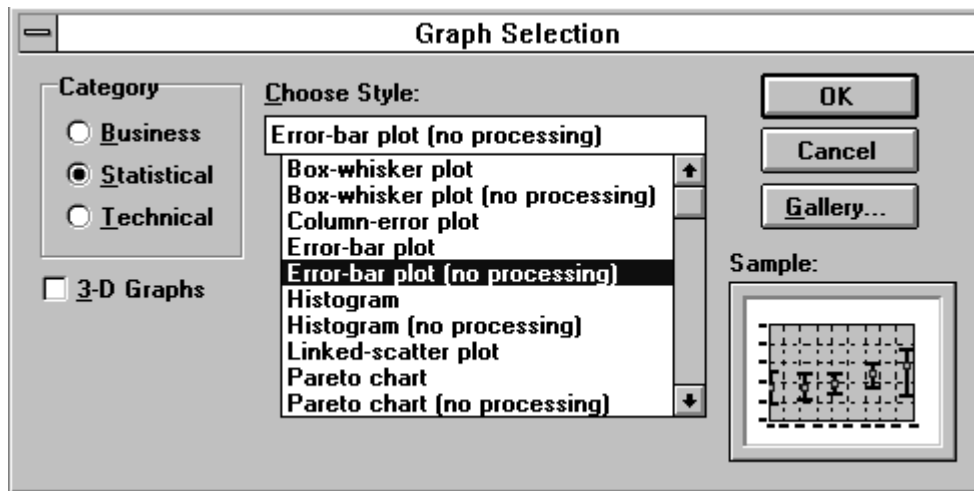 Graph Selection
Category
Business
Statistical
Technical
3-D Graphs
Choose Style:
Error-bar plot (no processing)
Box-whisker plot
Box-whisker plot (no processing)
Column-error plot
Error-bar plot
Error-bar plot (no processing)
Histogram
Histogram (no processing)
Linked-scatter plot
Pareto chart
Pareto chart (no processing)
OK
Cancel
Gallery...
Sample: